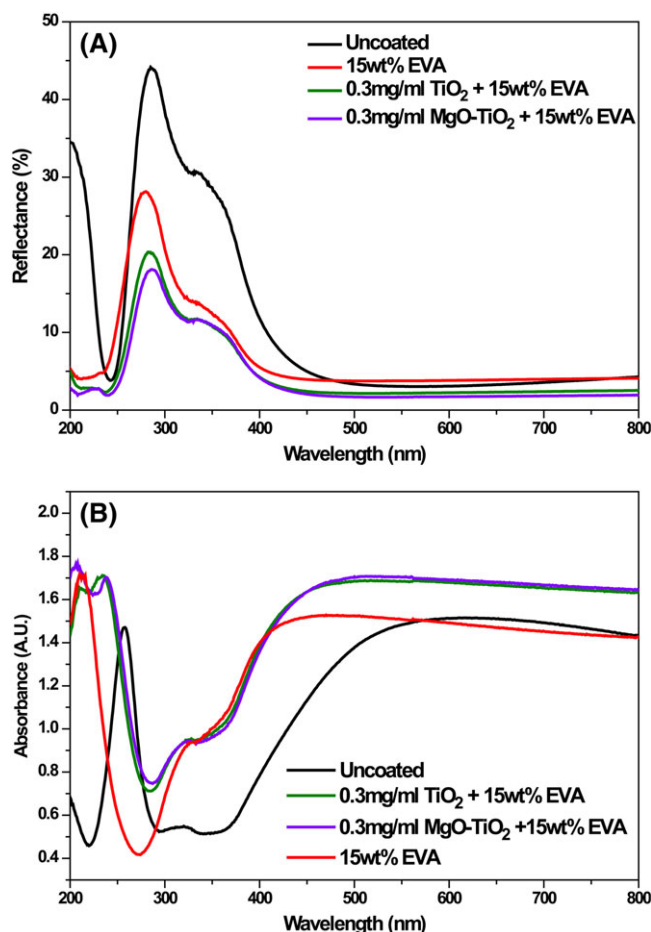 (A)
Uncoated
15wt% EVA
0.3mg/ml TiO₂ + 15wt% EVA
0.3mg/ml MgO-TiO₂ + 15wt% EVA
Reflectance (%)
50
40
30
20
10
0
200 300 400 500 600 700 800
Wavelength (nm)
(B)
Absorbance (A.U.)
2.0
1.8
1.6
1.4
1.2
1.0
0.8
0.6
0.4
Uncoated
0.3mg/ml TiO₂ + 15wt% EVA
0.3mg/ml MgO-TiO₂ +15wt% EVA
15wt% EVA
200 300 400 500 600 700 800
Wavelength (nm)